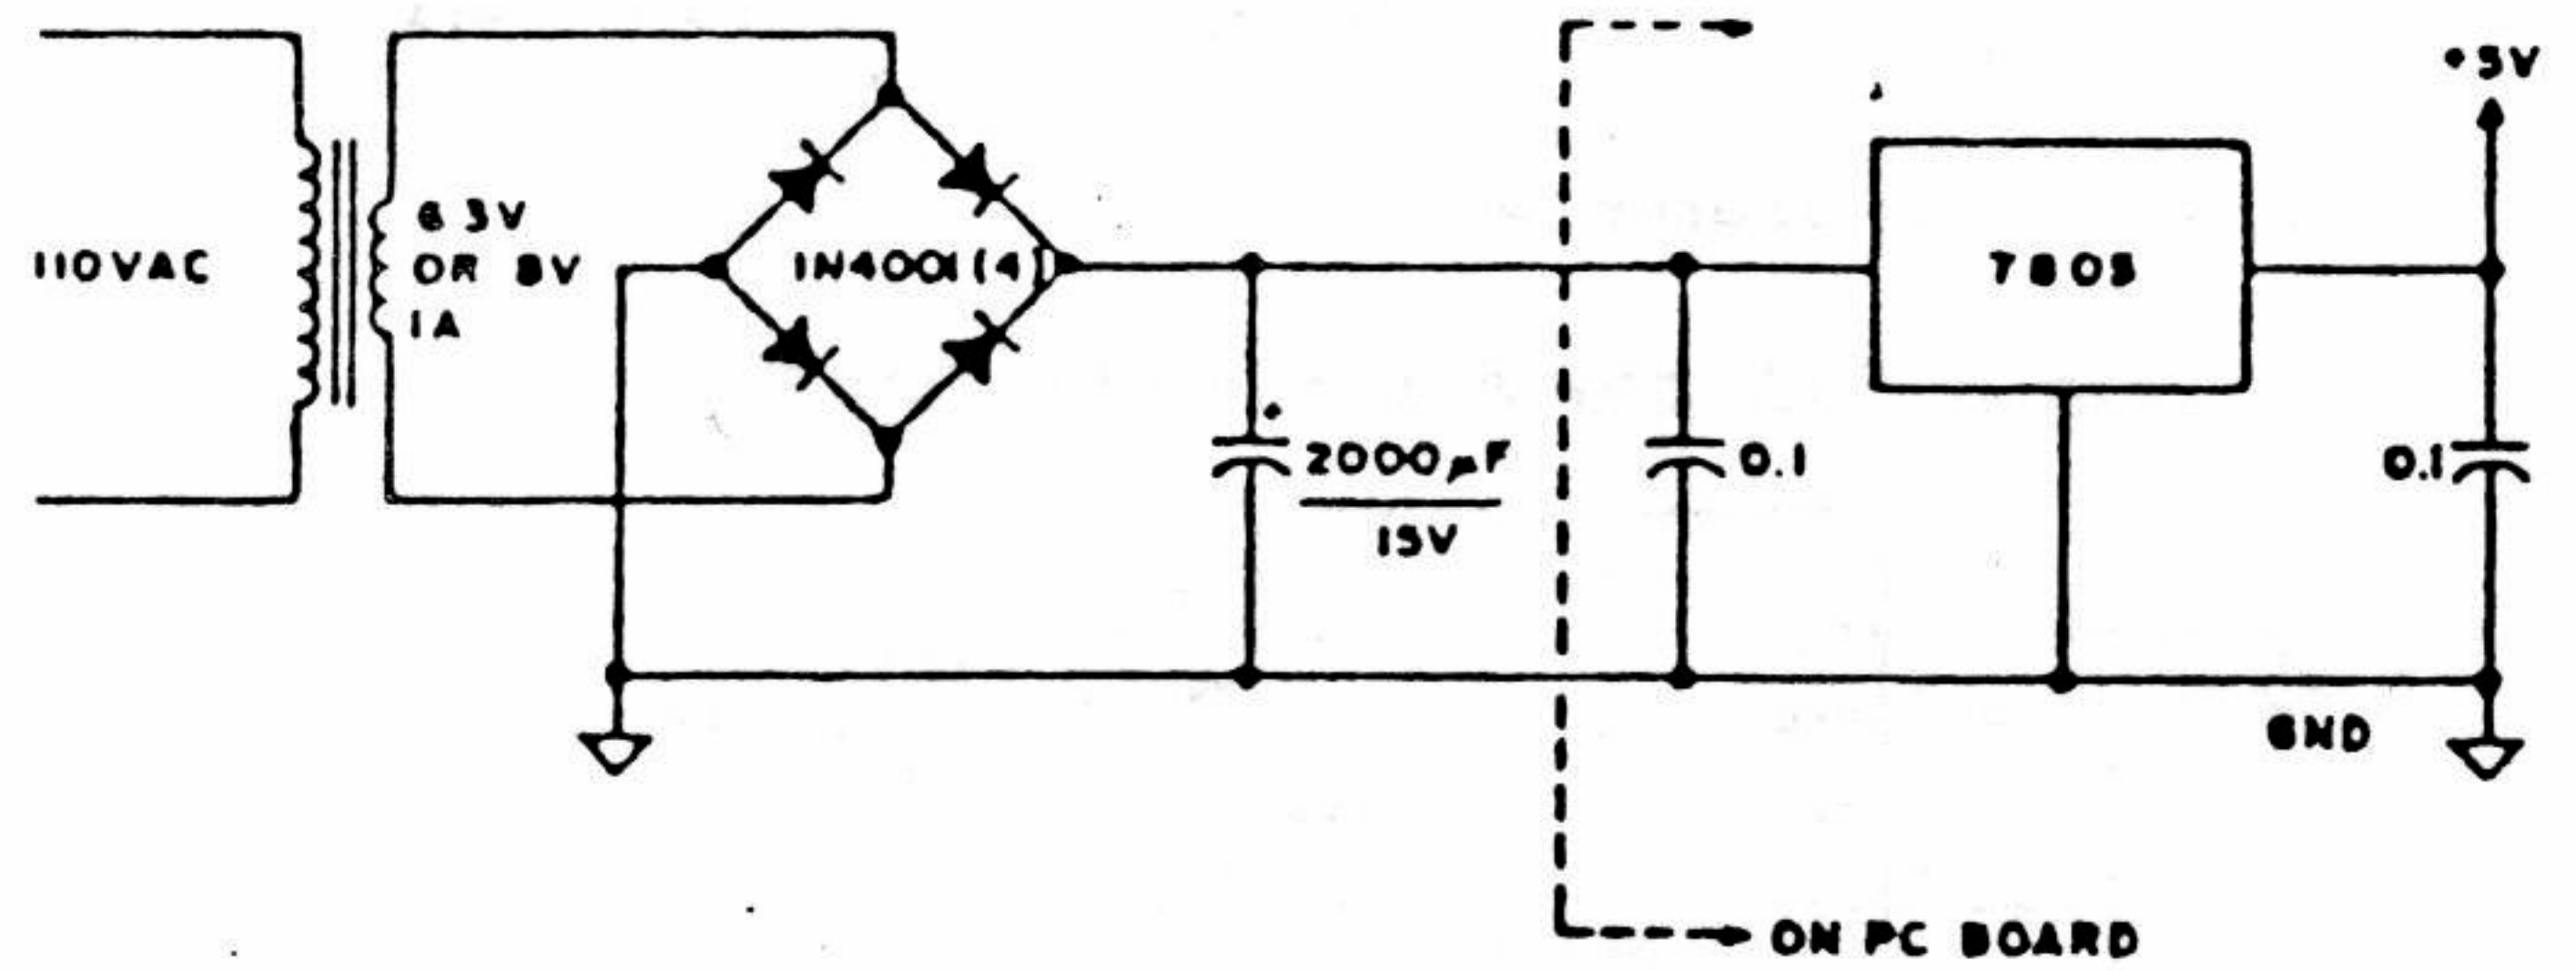 110VAC
6.3V
OR 8V
1A
1N4001(4)
2000µF
15V
0.1
7805
+5V
0.1
GND
ON PC BOARD